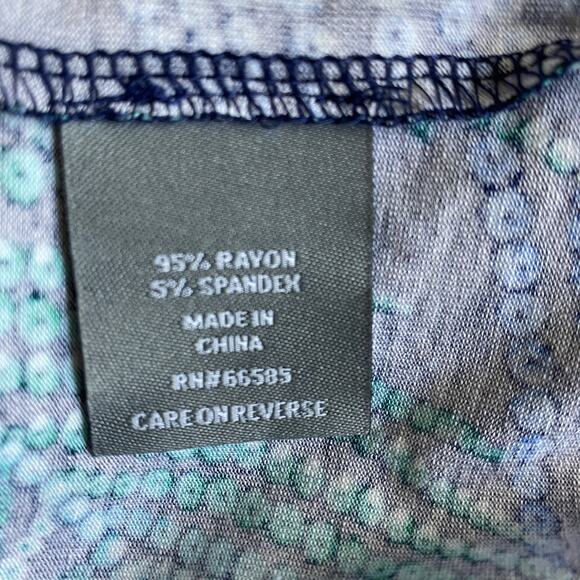 95% RAYON
5% SPANDEX
MADE IN
CHINA
RN#66585
CARE ON REVERSE